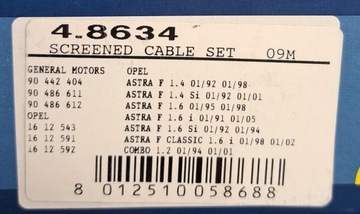 4.8634
SCREENED CABLE SET 09M
GENERAL MOTORS OPEL
90 442 404 ASTRA F 1.4 01/92 01/98
90 486 611 ASTRA F 1.4 Si 01/92 01/01
90 486 612 ASTRA F 1.6 01/95 01/98
OPEL ASTRA F 1.6 i 01/91 01/05
16 12 543 ASTRA F 1.6 Si 01/92 01/94
16 12 591 ASTRA F CLASSIC 1.6 i 01/98 01/02
16 12 592 COMBO 1.2 01/94 01/01
8 012510 058688